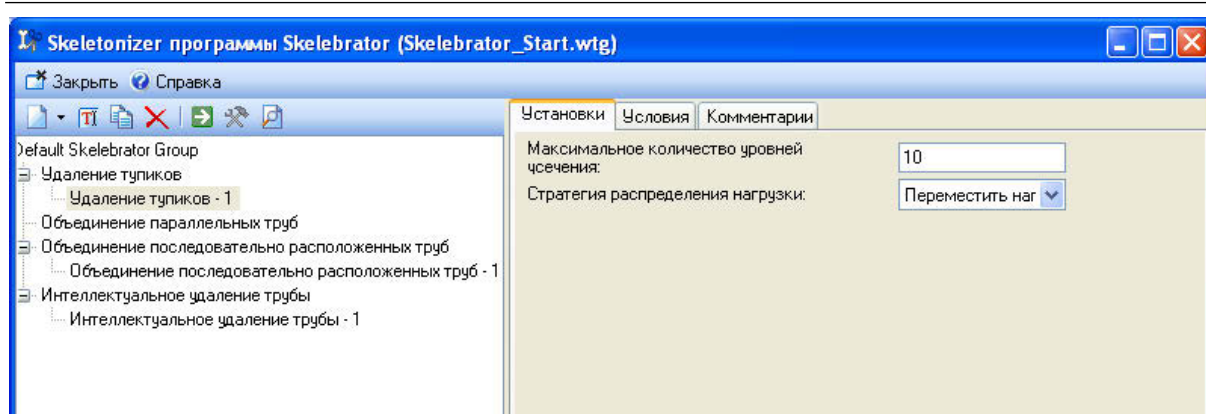 Skeletonizer программы Skelebrator (Skelebrator_Start.wtg)
Закрыть Справка
Default Skelebrator Group
Удаление тупиков
Удаление тупиков - 1
Объединение параллельных труб
Объединение последовательно расположенных труб
Объединение последовательно расположенных труб - 1
Интеллектуальное удаление трубы
Интеллектуальное удаление трубы - 1
Установки Условия Комментарии
Максимальное количество уровней
усечения:
10
Стратегия распределения нагрузки:
Переместить наг